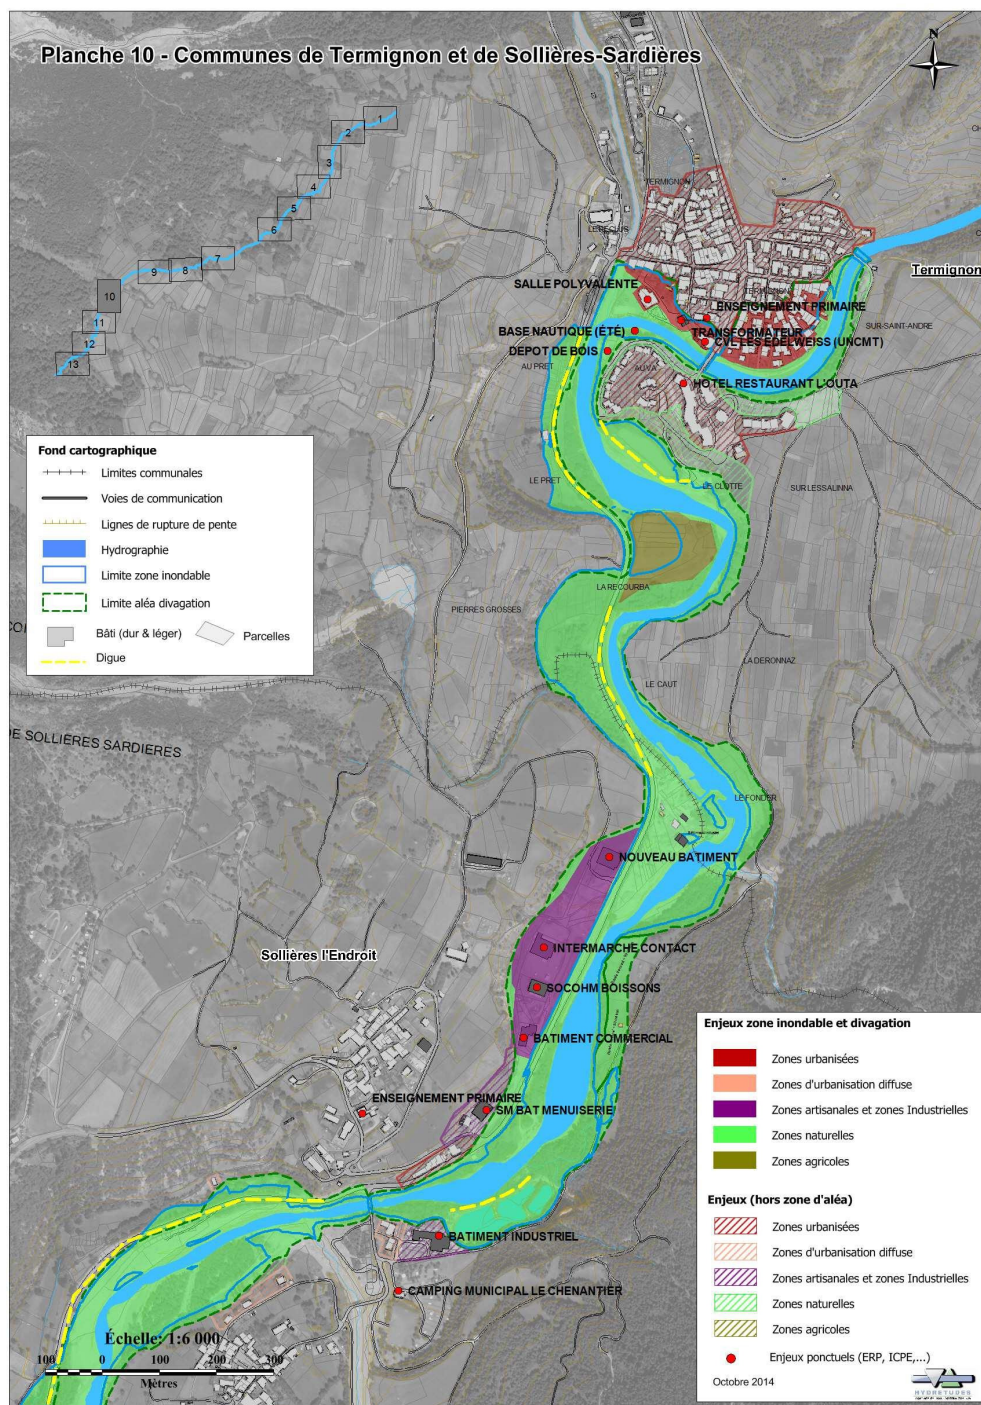 Planche 10 - Communes de Termignon et de Sollières-Sardières
N
1
2
3
4
5
6
7
8
9
10
11
12
13
TERMIGNON
LE RECLUS
Termignon
SALLE POLYVALENTE
TERMIGNON
ENSEIGNEMENT PRIMAIRE
SUR-SAINT-ANDRE
BASE NAUTIQUE (ÉTÉ)
TRANSFORMATEUR
CVL LES EDELWEISS (UNCMT)
DEPOT DE BOIS
AU PRET
AUVA
HOTEL RESTAURANT L'OUTA
Fond cartographique
Limites communales
Voies de communication
Lignes de rupture de pente
Hydrographie
Limite zone inondable
Limite aléa divagation
Bâti (dur & léger)
Parcelles
Digue
LE PRET
LE CLOTTE
SUR LESSALINNA
LA RECOURBA
PIERRES GROSSES
LA DERONNAZ
LE CAUT
DE SOLLIÈRES SARDIERES
LE FONDER
NOUVEAU BATIMENT
INTERMARCHE CONTACT
Sollières l'Endroit
SOCOHM BOISSONS
BATIMENT COMMERCIAL
ENSEIGNEMENT PRIMAIRE
SM BAT MENUISERIE
BATIMENT INDUSTRIEL
CAMPING MUNICIPAL LE CHENANTIER
Enjeux zone inondable et divagation
Zones urbanisées
Zones d'urbanisation diffuse
Zones artisanales et zones Industrielles
Zones naturelles
Zones agricoles
Enjeux (hors zone d'aléa)
Zones urbanisées
Zones d'urbanisation diffuse
Zones artisanales et zones Industrielles
Zones naturelles
Zones agricoles
Enjeux ponctuels (ERP, ICPE,...)
Octobre 2014
HYDRETUDES
Échelle: 1:6 000
100 0 100 200 300
Mètres